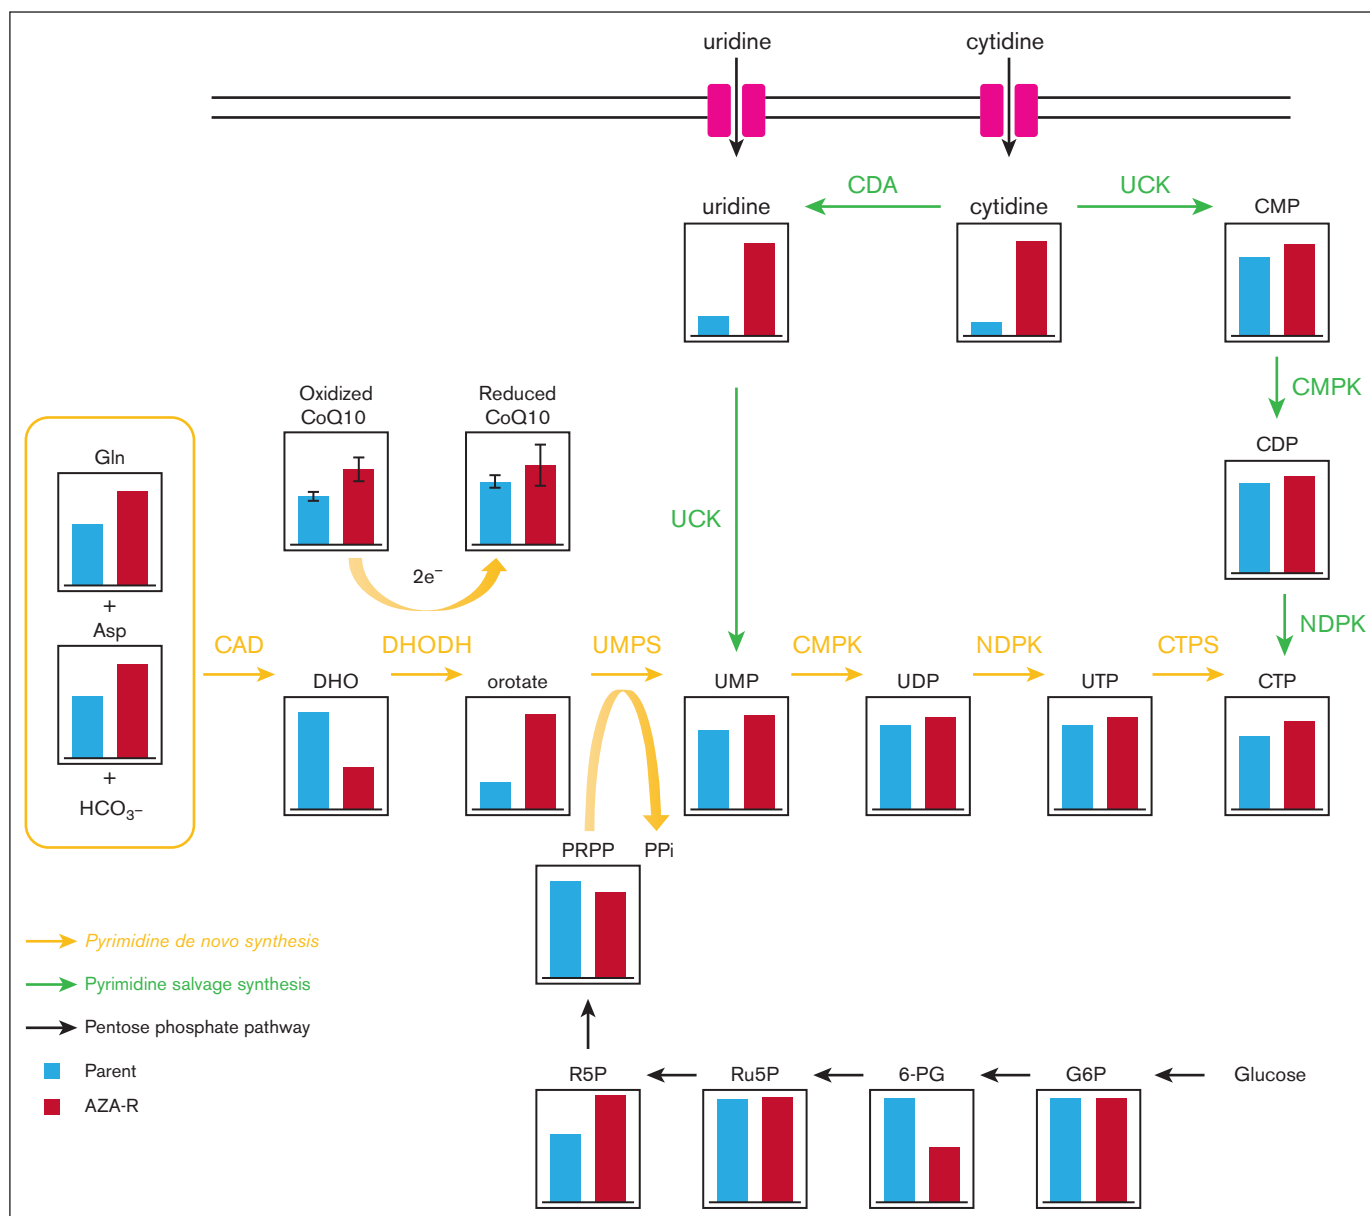 uridine
cytidine
CDA
UCK
uridine
cytidine
CMP
CMPK
Oxidized
CoQ10
Reduced
CoQ10
CDP
Gln
UCK
2e⁻
+
Asp
NDPK
CAD
DHODH
UMPS
CMPK
NDPK
CTPS
DHO
orotate
UMP
UDP
UTP
CTP
+
HCO₃⁻
PRPP
PPi
Pyrimidine de novo synthesis
Pyrimidine salvage synthesis
Pentose phosphate pathway
Parent
AZA-R
R5P
Ru5P
6-PG
G6P
Glucose